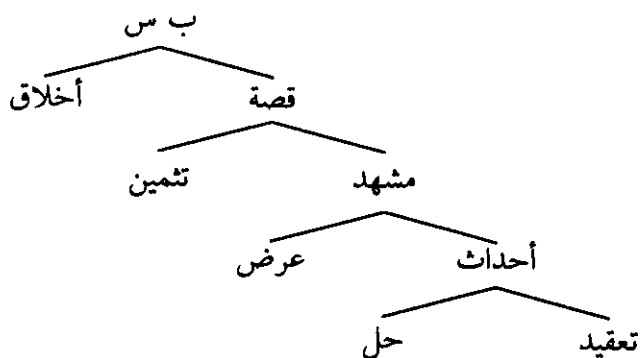 ب س
قصة أخلاق
مشهد تثمين
أحداث عرض
تعقيد حل